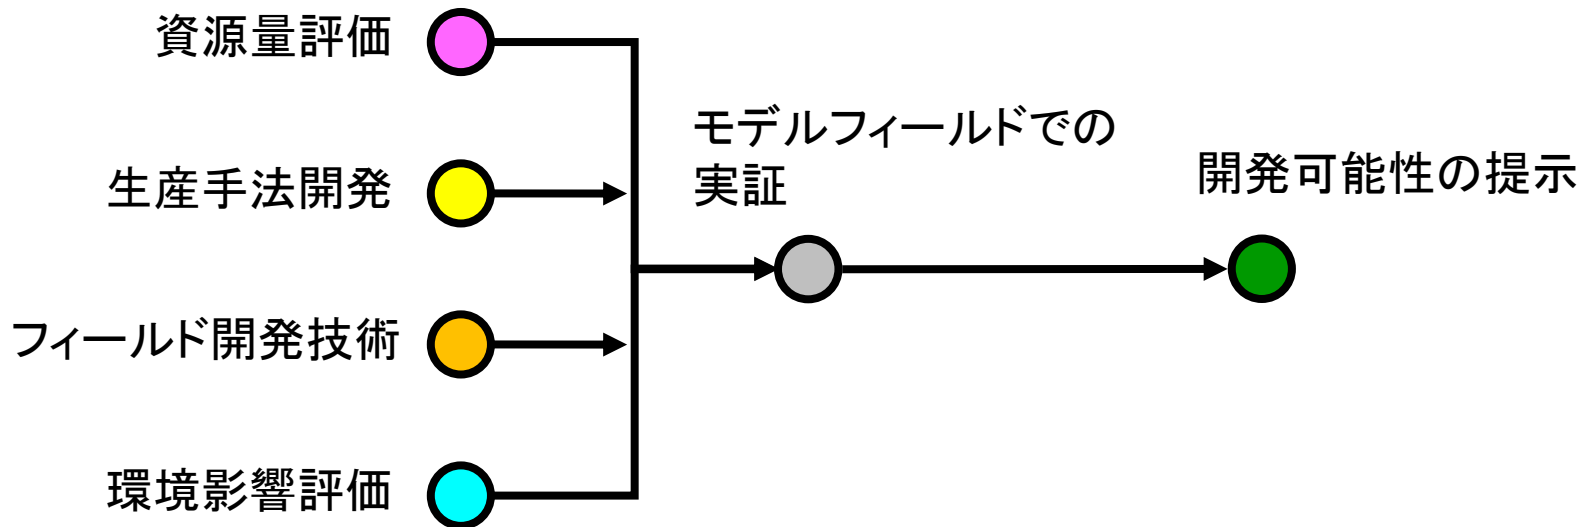 資源量評価
生産手法開発
フィールド開発技術
環境影響評価
モデルフィールドでの
実証
開発可能性の提示